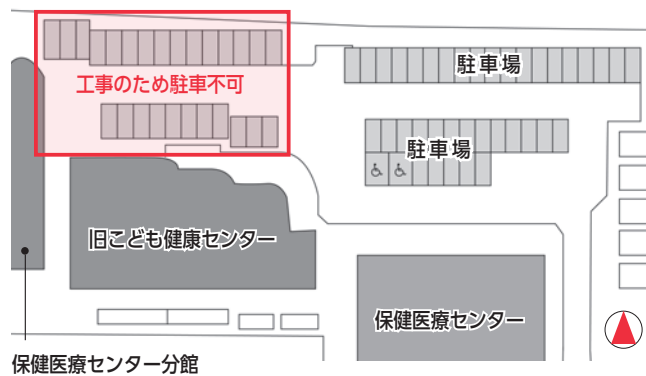 工事のため駐車不可
駐車場
駐車場
旧こども健康センター
保健医療センター
保健医療センター分館